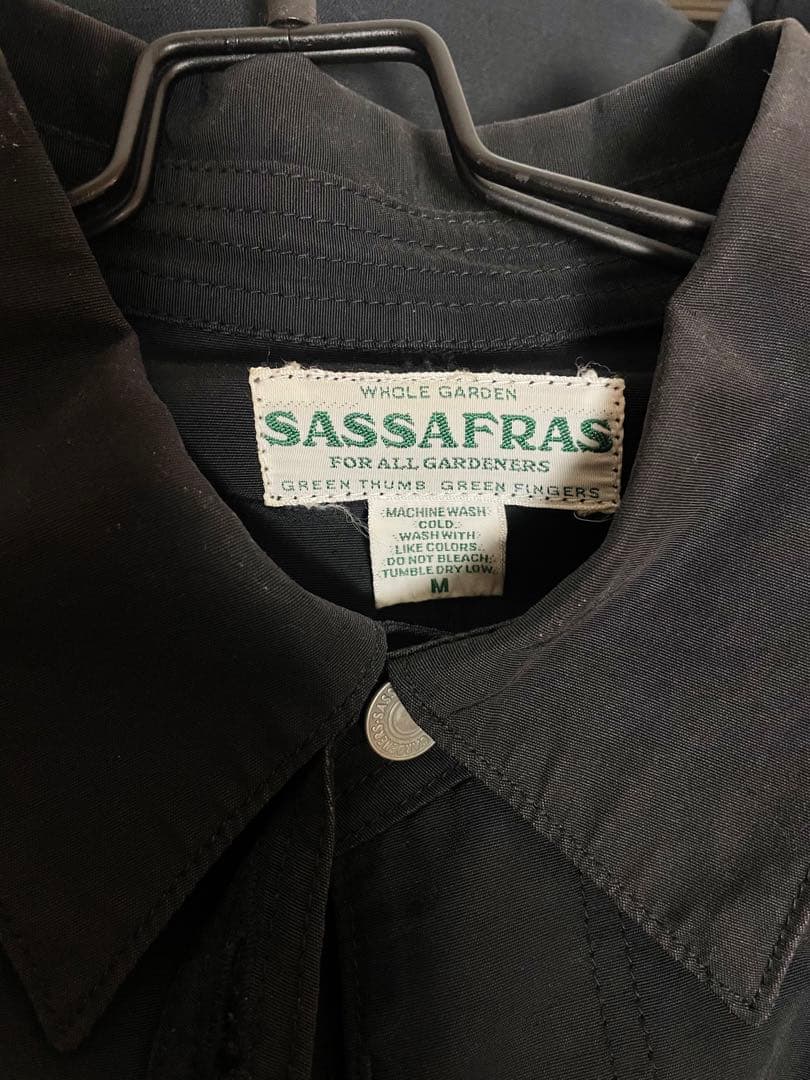 WHOLE GARDEN
SASSAFRAS
FOR ALL GARDENERS
GREEN THUMB GREEN FINGERS
MACHINE WASH
COLD.
WASH WITH
LIKE COLORS.
DO NOT BLEACH.
TUMBLE DRY LOW.
M